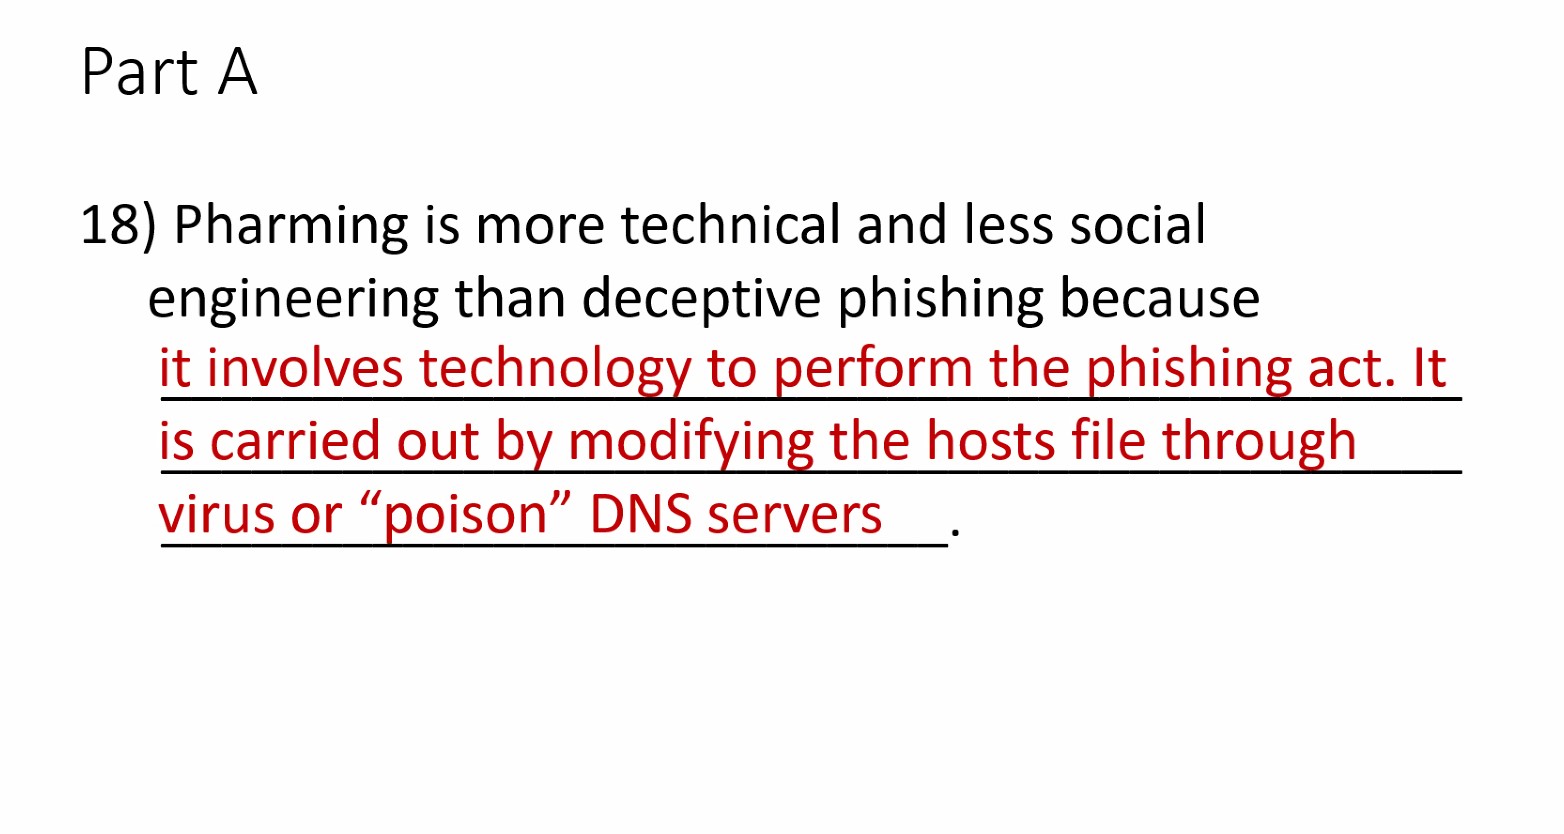 Part A
18) Pharming is more technical and less social
engineering than deceptive phishing because
it involves technology to perform the phishing act. It
is carried out by modifying the hosts file through
virus or “poison” DNS servers.